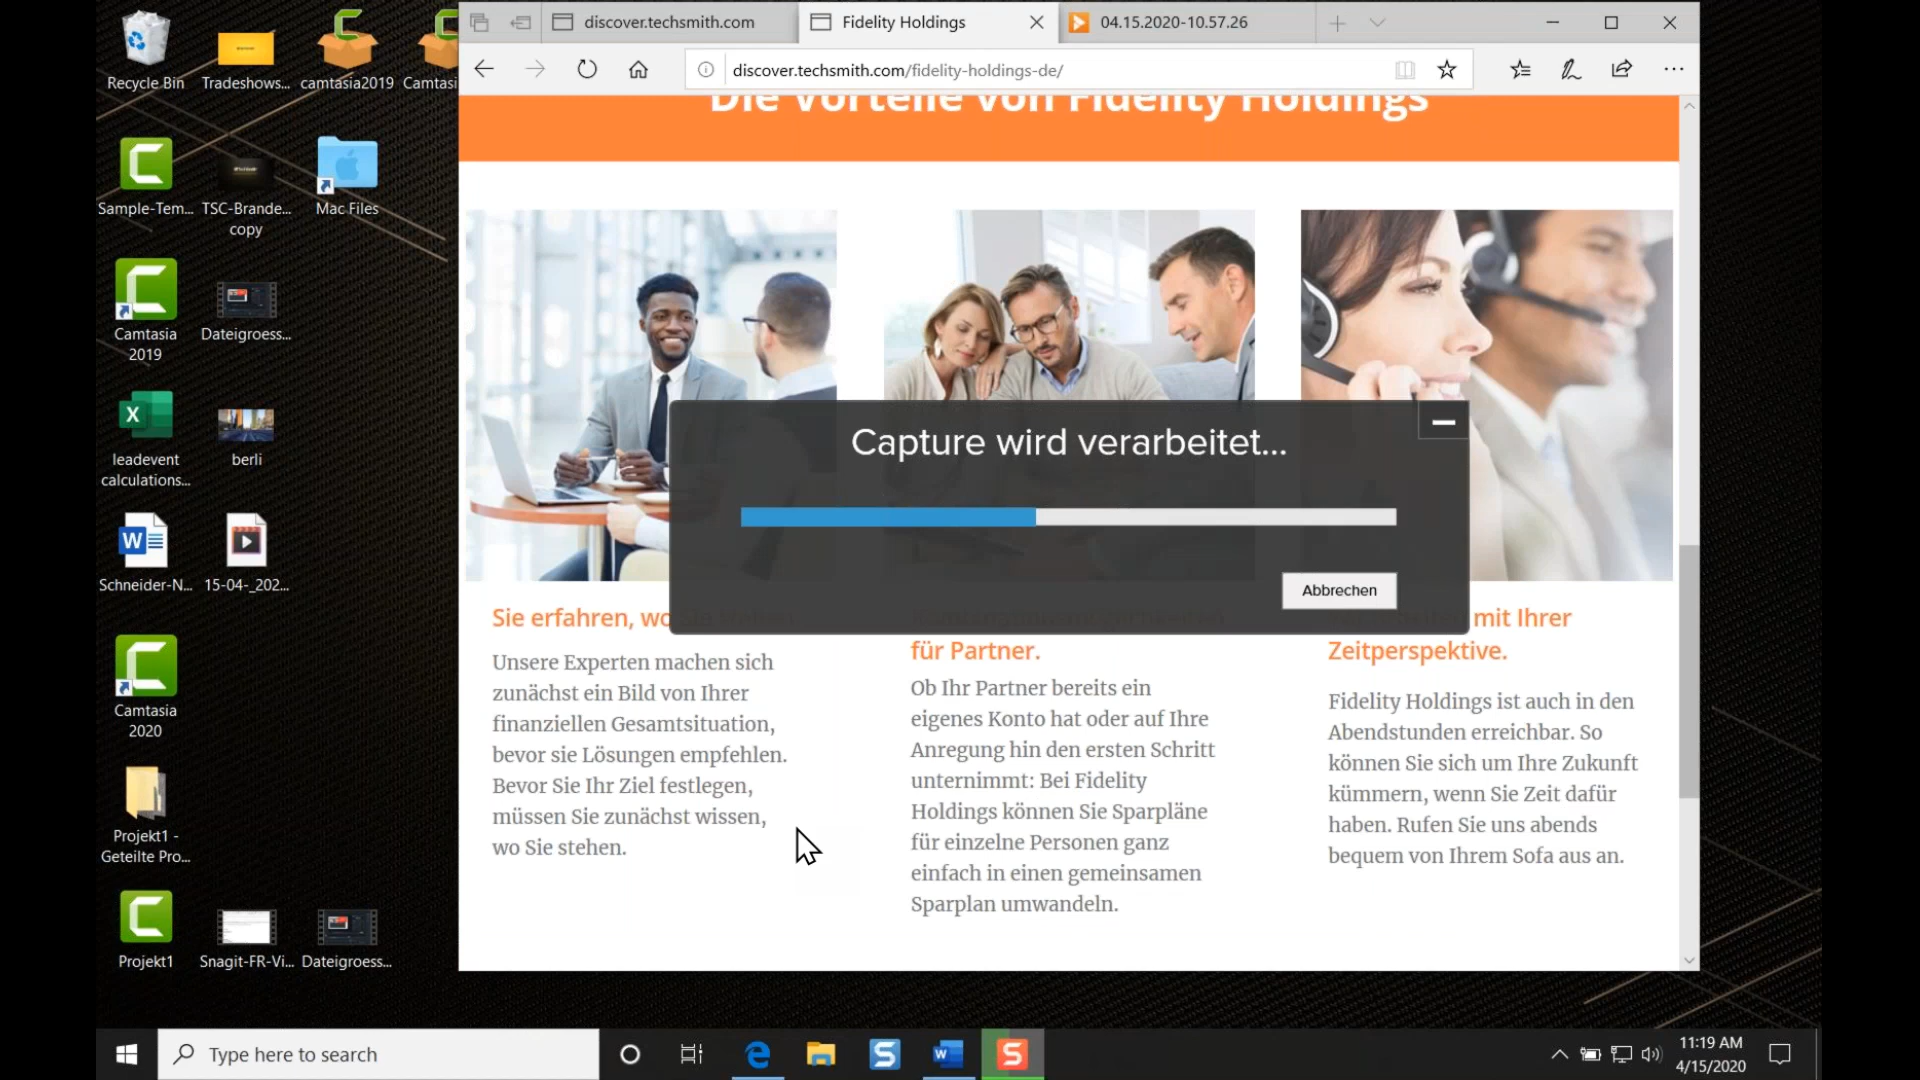 Recycle Bin
Tradeshows...
camtasia2019
Camtasi
Sample-Tem...
TSC-Brande...
copy
Mac Files
Camtasia
2019
Dateigroess...
leadevent
calculations...
berli
Schneider-N...
15-04-_202...
Camtasia
2020
Projekt1 -
Geteilte Pro...
Projekt1
Snagit-FR-Vi...
Dateigroess...
discover.techsmith.com
Fidelity Holdings
04.15.2020-10.57.26
discover.techsmith.com/fidelity-holdings-de/
Die Vorteile von Fidelity Holdings
Capture wird verarbeitet...
Abbrechen
Sie erfahren, wo
Unsere Experten machen sich
zunächst ein Bild von Ihrer
finanziellen Gesamtsituation,
bevor sie Lösungen empfehlen.
Bevor Sie Ihr Ziel festlegen,
müssen Sie zunächst wissen,
wo Sie stehen.
für Partner.
Ob Ihr Partner bereits ein
eigenes Konto hat oder auf Ihre
Anregung hin den ersten Schritt
unternimmt: Bei Fidelity
Holdings können Sie Sparpläne
für einzelne Personen ganz
einfach in einen gemeinsamen
Sparplan umwandeln.
mit Ihrer
Zeitperspektive.
Fidelity Holdings ist auch in den
Abendstunden erreichbar. So
können Sie sich um Ihre Zukunft
kümmern, wenn Sie Zeit dafür
haben. Rufen Sie uns abends
bequem von Ihrem Sofa aus an.
Type here to search
11:19 AM
4/15/2020